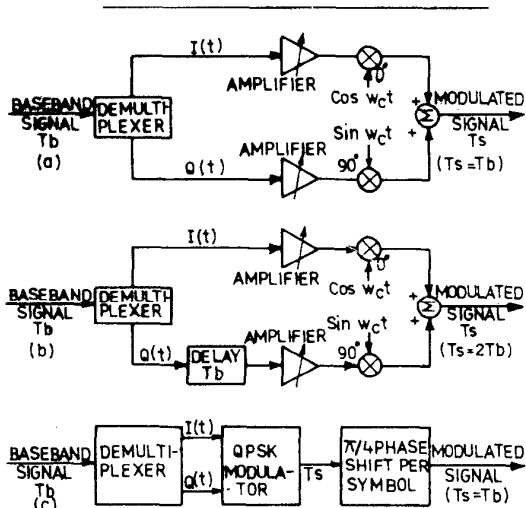 I(t)
AMPLIFIER
0°
Cos wct
BASEBAND
SIGNAL
Tb
(a)
DEMULTI
PLEXER
+
Σ
+
MODULATED
SIGNAL
Ts
(Ts=Tb)
Sin wct
AMPLIFIER
90°
Q(t)
I(t)
AMPLIFIER
0°
Cos wct
BASEBAND
SIGNAL
Tb
(b)
DEMULTI
PLEXER
+
Σ
+
MODULATED
SIGNAL
Ts
(Ts=2Tb)
Sin wct
AMPLIFIER
90°
Q(t)
DELAY
Tb
BASEBAND
SIGNAL
Tb
(c)
DEMULTI-
PLEXER
I(t)
Q(t)
QPSK
MODULA-
TOR
Ts
π/4 PHASE
SHIFT PER
SYMBOL
MODULATED
SIGNAL
(Ts=Tb)